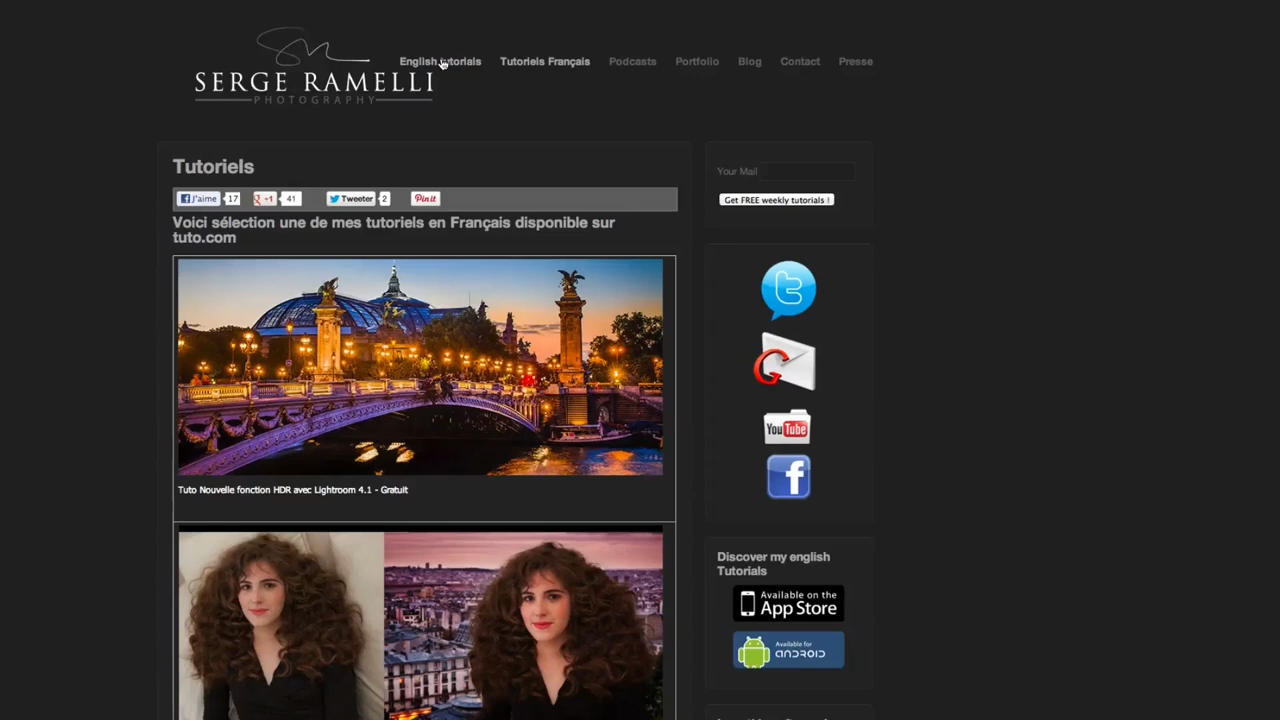 SERGE RAMELLI
PHOTOGRAPHY
English tutorials Tutoriels Français Podcasts Portfolio Blog Contact Presse
Tutoriels
J'aime 17 +1 41 Tweeter 2 Pin it
Voici sélection une de mes tutoriels en Français disponible sur
tuto.com
Tuto Nouvelle fonction HDR avec Lightroom 4.1 - Gratuit
Your Mail
Get FREE weekly tutorials !
You Tube
Discover my english
Tutorials
Available on the
App Store
Available for
ANDROID